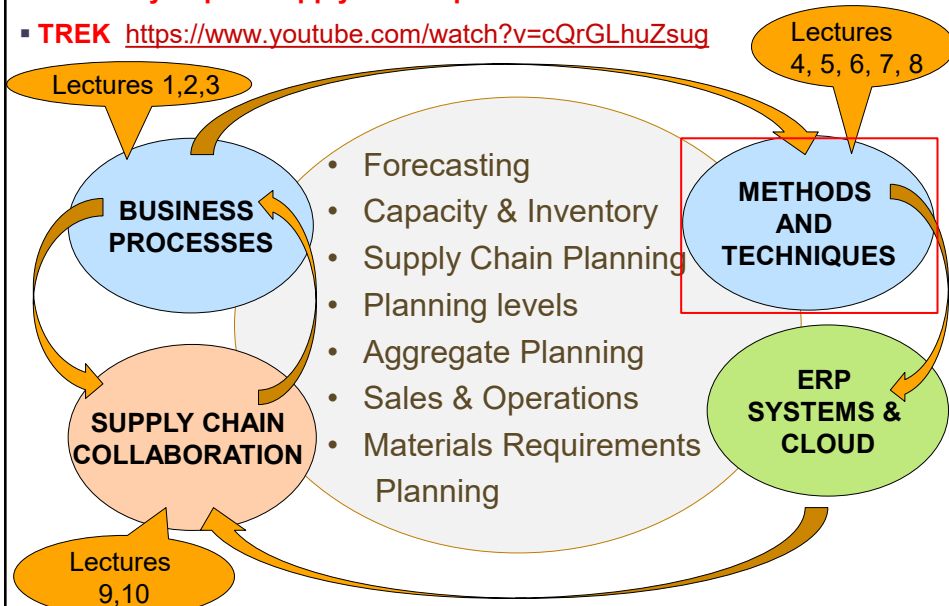 TREK https://www.youtube.com/watch?v=cQrGLhuZsug
Lectures 1,2,3
Lectures
4, 5, 6, 7, 8
BUSINESS
PROCESSES
• Forecasting
• Capacity & Inventory
• Supply Chain Planning
• Planning levels
• Aggregate Planning
• Sales & Operations
• Materials Requirements
Planning
METHODS
AND
TECHNIQUES
SUPPLY CHAIN
COLLABORATION
ERP
SYSTEMS &
CLOUD
Lectures
9,10